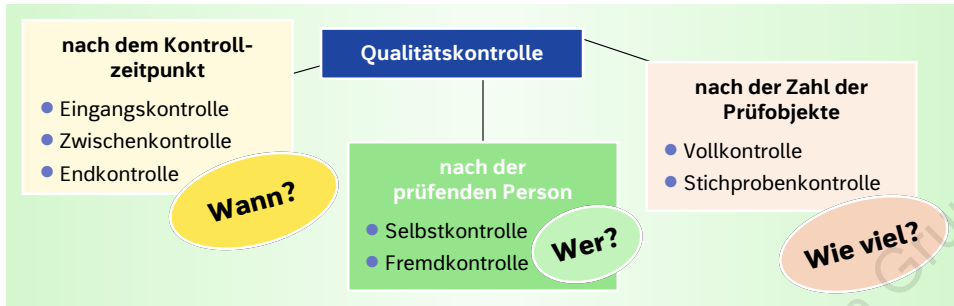 Qualitätskontrolle
nach dem Kontroll-
zeitpunkt
Eingangskontrolle
Zwischenkontrolle
Endkontrolle
Wann?
nach der
prüfenden Person
Selbstkontrolle
Fremdkontrolle
Wer?
nach der Zahl der
Prüfobjekte
Vollkontrolle
Stichprobenkontrolle
Wie viel?